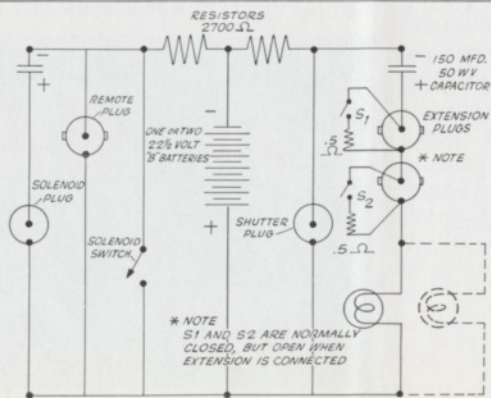 RESISTORS
2700 Ω
-
+
REMOTE
PLUG
SOLENOID
PLUG
SOLENOID
SWITCH
-
ONE OR TWO
22½ VOLT
"B" BATTERIES
+
SHUTTER
PLUG
- 150 MFD.
50 WV
+ CAPACITOR
S1
.5
Ω
EXTENSION
PLUGS
* NOTE
S2
.5 Ω
* NOTE
S1 AND S2 ARE NORMALLY
CLOSED, BUT OPEN WHEN
EXTENSION IS CONNECTED